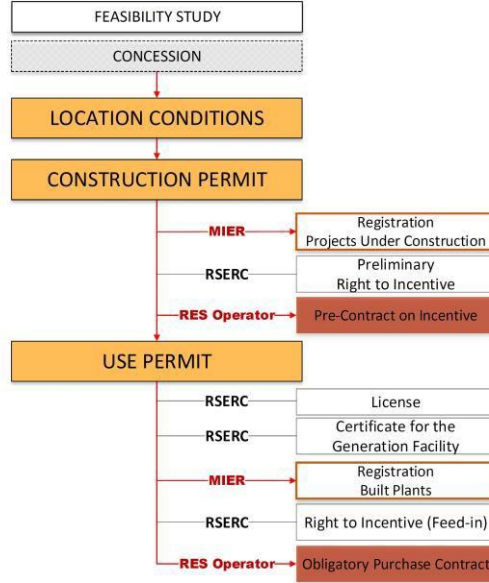 FEASIBILITY STUDY
CONCESSION
LOCATION CONDITIONS
CONSTRUCTION PERMIT
MIER
Registration
Projects Under Construction
RSERC
Preliminary
Right to Incentive
RES Operator
Pre-Contract on Incentive
USE PERMIT
RSERC
License
RSERC
Certificate for the
Generation Facility
MIER
Registration
Built Plants
RSERC
Right to Incentive (Feed-in)
RES Operator
Obligatory Purchase Contract